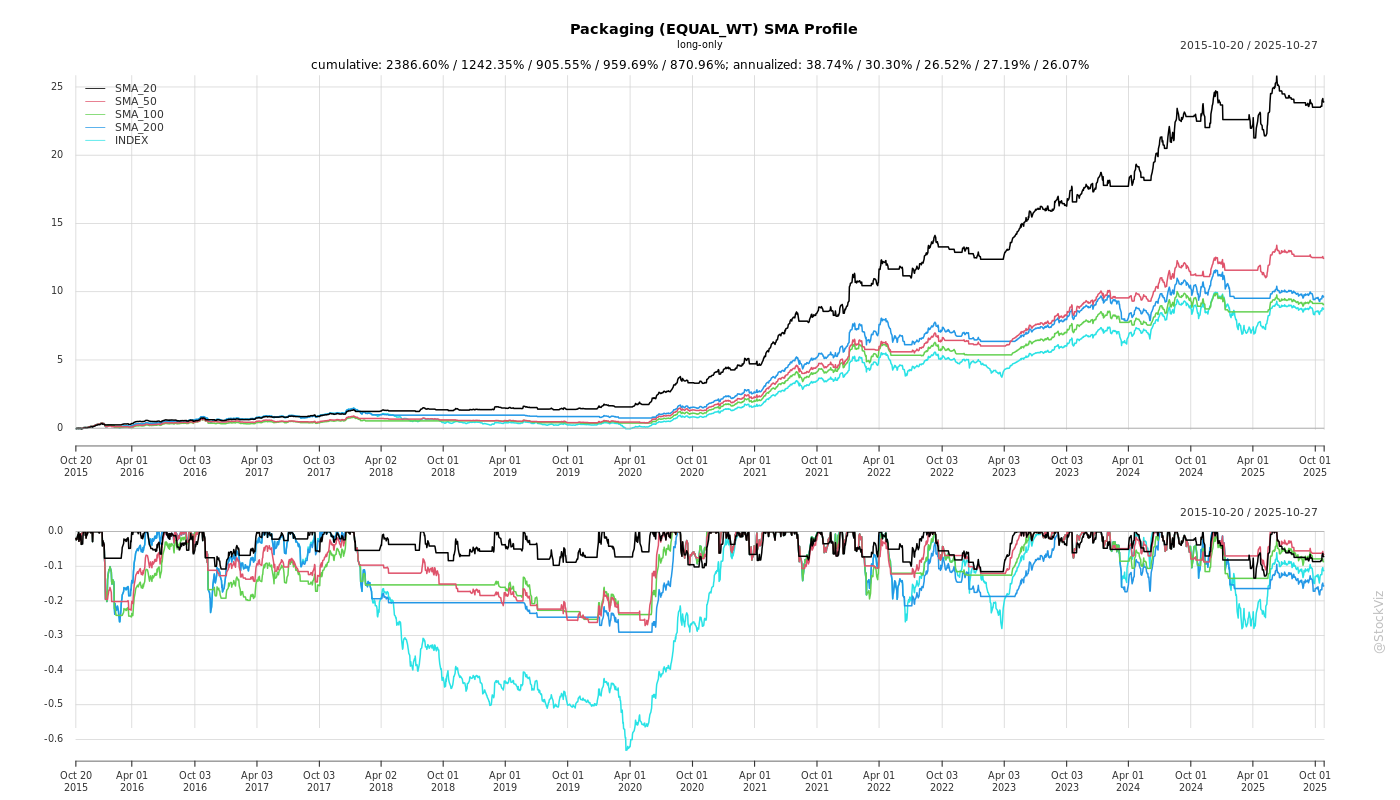 Packaging (EQUAL_WT) SMA Profile
long-only
2015-10-20 / 2025-10-27
cumulative: 2386.60% / 1242.35% / 905.55% / 959.69% / 870.96%; annualized: 38.74% / 30.30% / 26.52% / 27.19% / 26.07%
SMA_20
SMA_50
SMA_100
SMA_200
INDEX
25
20
15
10
5
0
Oct 20 Apr 01 Oct 03 Apr 03 Oct 03 Apr 02 Oct 01 Apr 01 Oct 01 Apr 01 Oct 01 Apr 01 Oct 01 Apr 01 Oct 03 Apr 03 Oct 03 Apr 01 Oct 01 Apr 01 Oct 01
2015 2016 2016 2017 2017 2018 2018 2019 2019 2020 2020 2021 2021 2022 2022 2023 2023 2024 2024 2025 2025
2015-10-20 / 2025-10-27
0.0
-0.1
-0.2
-0.3
-0.4
-0.5
-0.6
Oct 20 Apr 01 Oct 03 Apr 03 Oct 03 Apr 02 Oct 01 Apr 01 Oct 01 Apr 01 Oct 01 Apr 01 Oct 01 Apr 01 Oct 03 Apr 03 Oct 03 Apr 01 Oct 01 Apr 01 Oct 01
2015 2016 2016 2017 2017 2018 2018 2019 2019 2020 2020 2021 2021 2022 2022 2023 2023 2024 2024 2025 2025
@StockViz